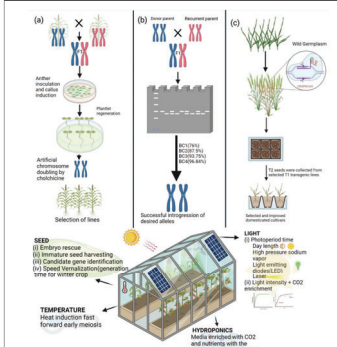 (a)
F1
Anther
inoculation and
callus induction
Plantlet
regeneration
Artificial
chromosome
doubling by
cholchicine
Selection of lines
(b)
Donor parent
Recurrent parent
F1
BC1(76%)
BC2(87.5%)
BC3(93.75%)
BC4(96.84%)
Successful introgression of
desired alleles
(c)
Wild Germplasm
T2 seeds were collected from
selected T1 transgenic lines
Selected and improved
domesticated cultivars
SEED
(i) Embryo rescue
(ii) Immature seed harvesting
(iii) Candidate gene identification
(iv) Speed Vernalization(generation
time for winter crop)
LIGHT
(i) Photoperiod time
Day length
High pressure sodium
vapor
Light emitting
diodes(LED)
Laser
(ii) Light intensity + CO2
enrichment
TEMPERATURE
Heat induction fast
forward early meiosis
HYDROPONICS
Media enriched with CO2
and nutrients with the